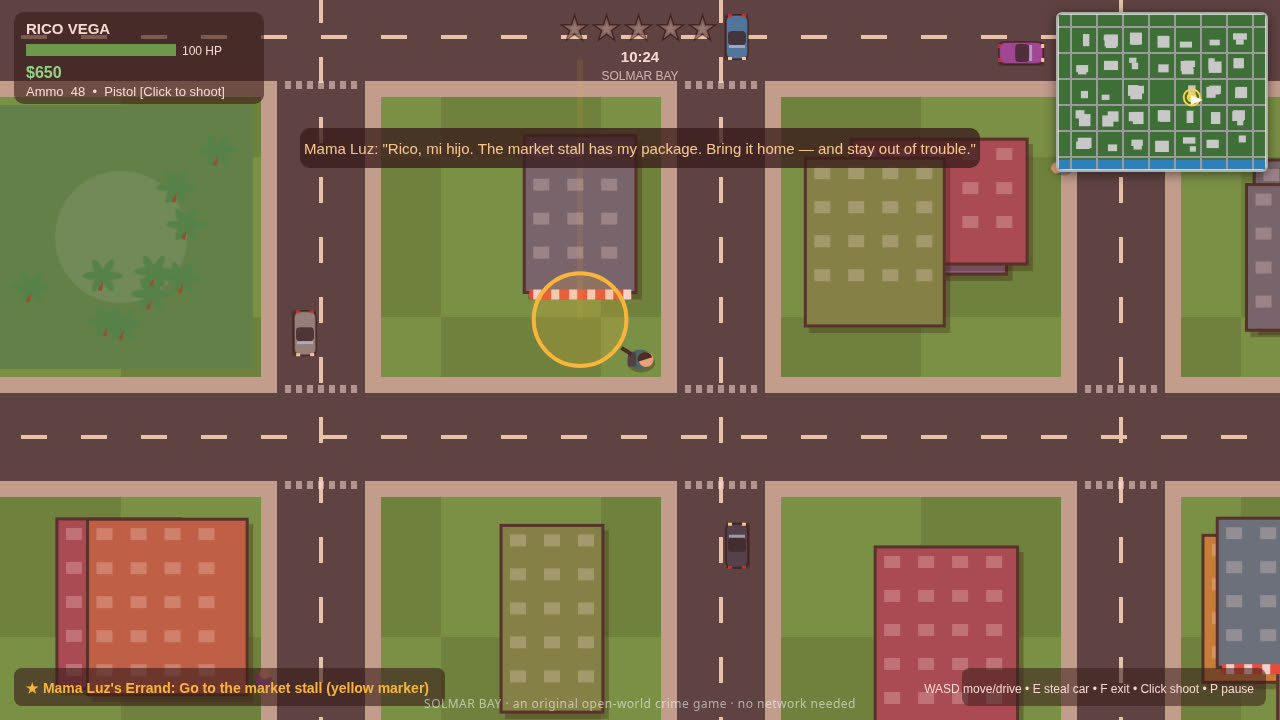 RICO VEGA
100 HP
$650
Ammo 48 • Pistol [Click to shoot]
10:24
SOLMAR BAY
Mama Luz: "Rico, mi hijo. The market stall has my package. Bring it home — and stay out of trouble."
★ Mama Luz's Errand: Go to the market stall (yellow marker)
WASD move/drive • E steal car • F exit • Click shoot • P pause
SOLMAR BAY · an original open-world crime game · no network needed